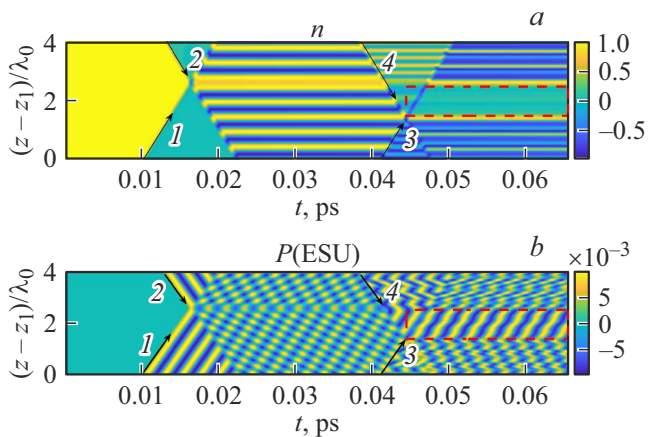 n a
4 1.0
2 4 0.5
2 0
1 3 −0.5
0
(z − z₁)/λ₀
0.01 0.02 0.03 0.04 0.05 0.06
t, ps
P(ESU) b ×10⁻³
4
2 4 5
2 0
1 3 −5
0
(z − z₁)/λ₀
0.01 0.02 0.03 0.04 0.05 0.06
t, ps